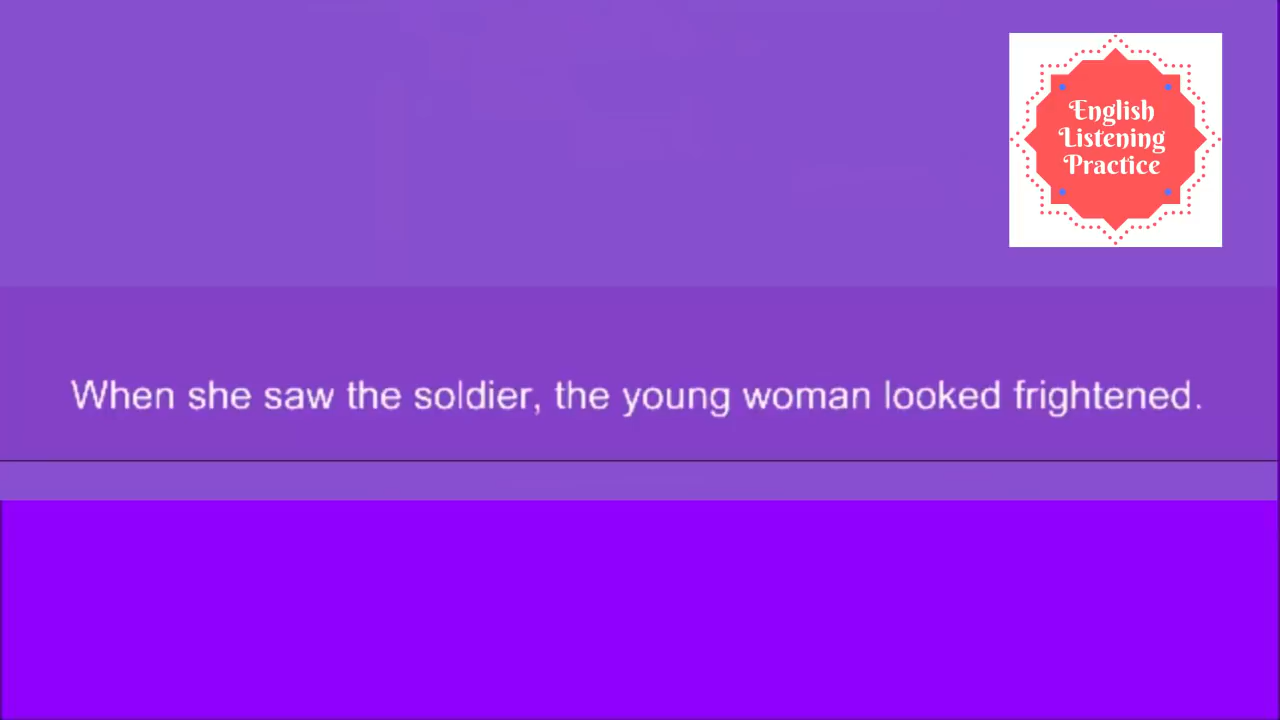 English
Listening
Practice
When she saw the soldier, the young woman looked frightened.